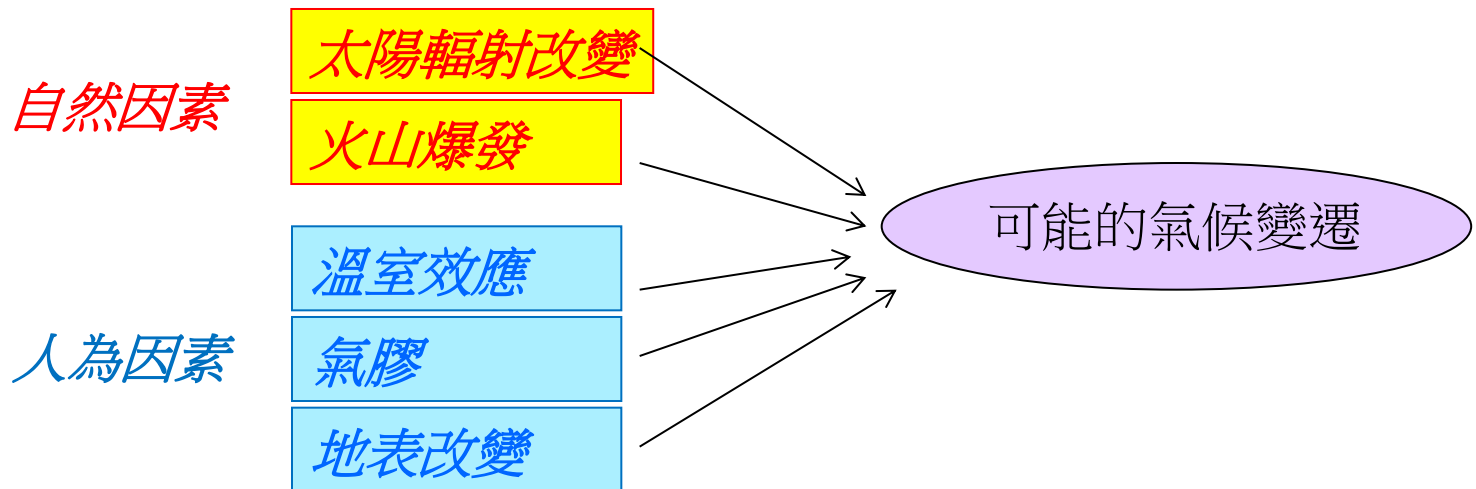 自然因素
太陽輻射改變
火山爆發
人為因素
溫室效應
氣膠
地表改變
可能的氣候變遷